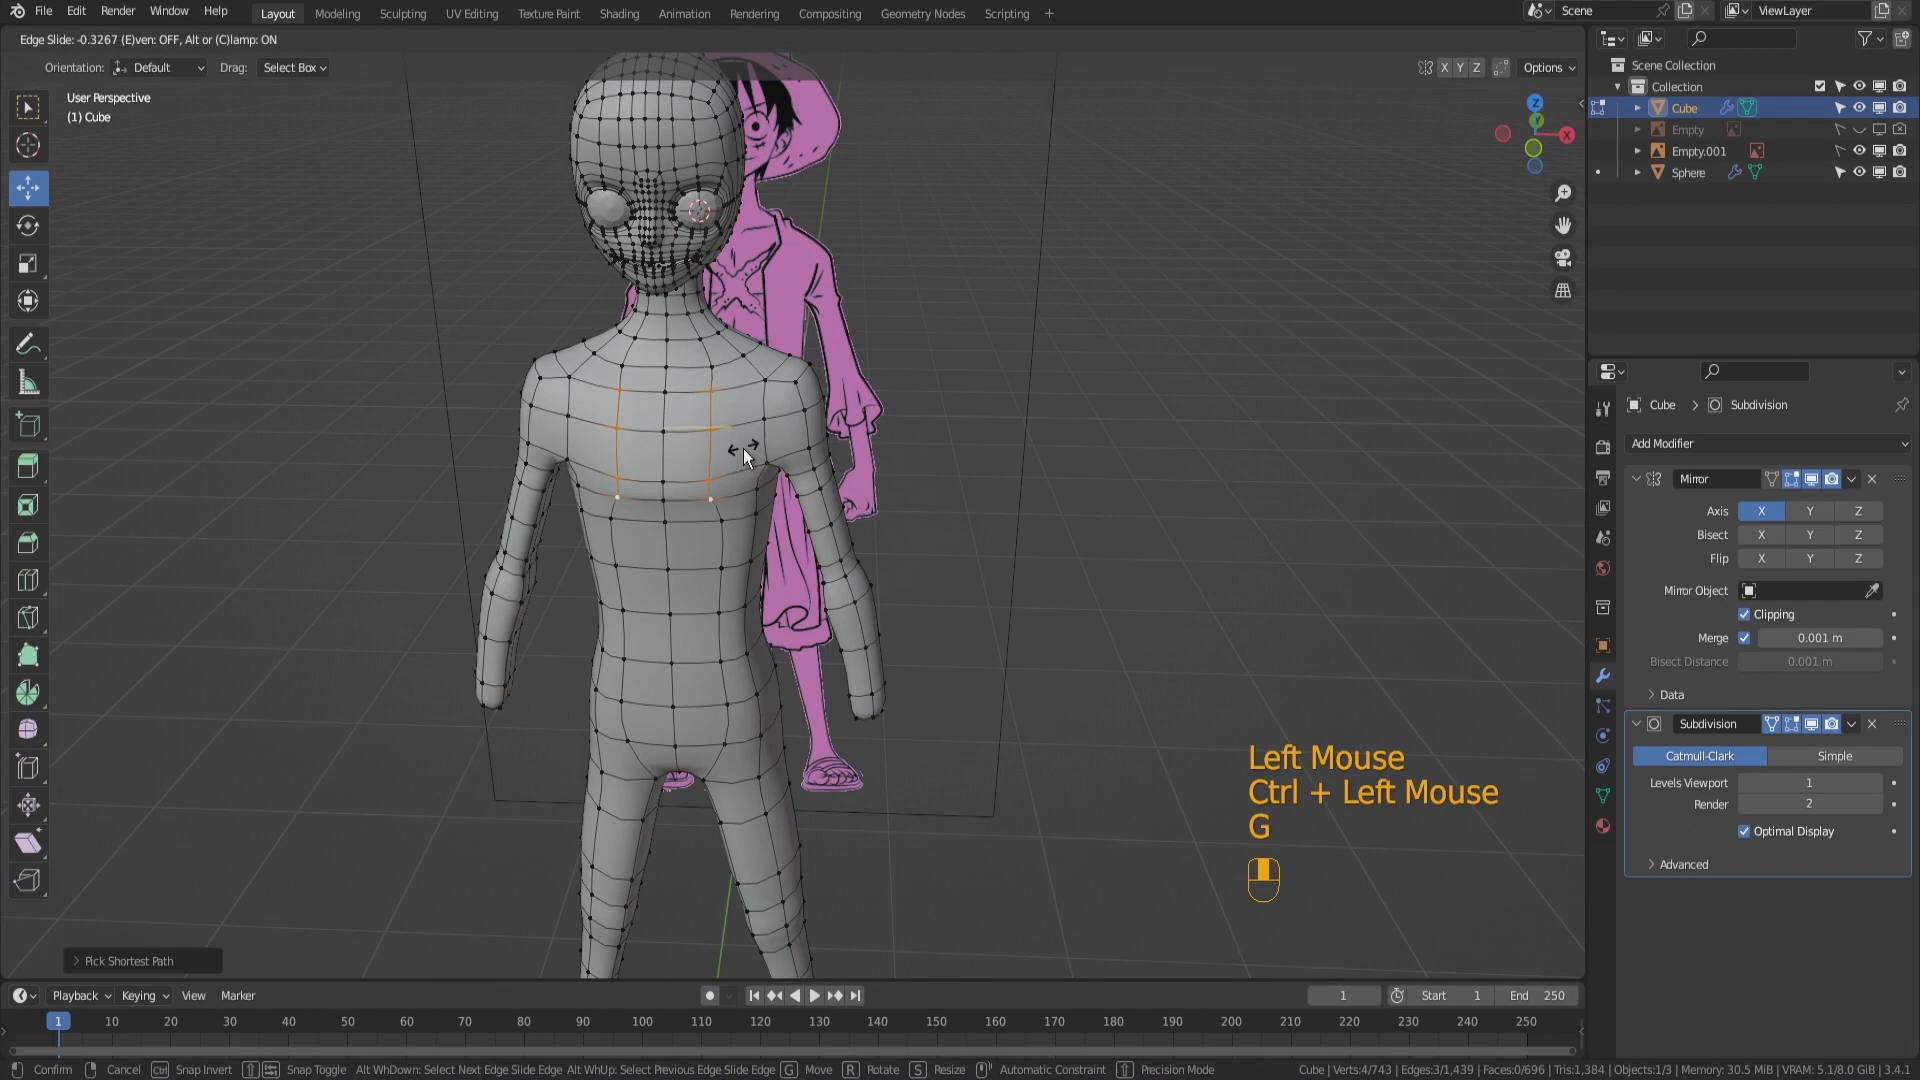 File Edit Render Window Help
Layout Modeling Sculpting UV Editing Texture Paint Shading Animation Rendering Compositing Geometry Nodes Scripting +
Scene ViewLayer
Edge Slide: -0.3267 (E)ven: OFF, Alt or (C)lamp: ON
Orientation: Default Drag: Select Box
X Y Z Options
User Perspective
(1) Cube
Z
X
Scene Collection
Collection
Cube
Empty
Empty.001
Sphere
Cube > Subdivision
Add Modifier
Mirror
Axis X Y Z
Bisect X Y Z
Flip X Y Z
Mirror Object
Clipping
Merge 0.001 m
Bisect Distance 0.001 m
Data
Subdivision
Catmull-Clark Simple
Levels Viewport 1
Render 2
Optimal Display
Advanced
Left Mouse
Ctrl + Left Mouse
G
Pick Shortest Path
Playback Keying View Marker
1 Start 1 End 250
1 10 20 30 40 50 60 70 80 90 100 110 120 130 140 150 160 170 180 190 200 210 220 230 240 250
Confirm Cancel Ctrl Snap Invert Snap Toggle Alt WhDown: Select Next Edge Slide Edge Alt WhUp: Select Previous Edge Slide Edge G Move R Rotate S Resize Automatic Constraint Precision Mode
Cube | Verts:4/743 | Edges:3/1,439 | Faces:0/696 | Tris:1,384 | Objects:1/3 | Memory: 30.5 MiB | VRAM: 5.1/8.0 GiB | 3.4.1